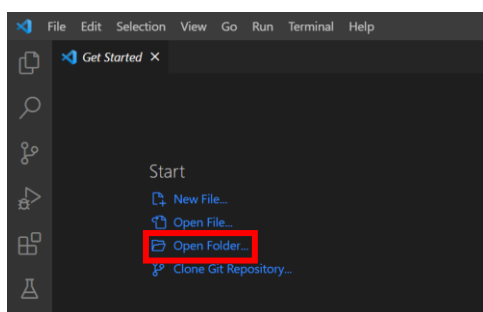 File Edit Selection View Go Run Terminal Help
Get Started
Start
New File...
Open File...
Open Folder...
Clone Git Repository...